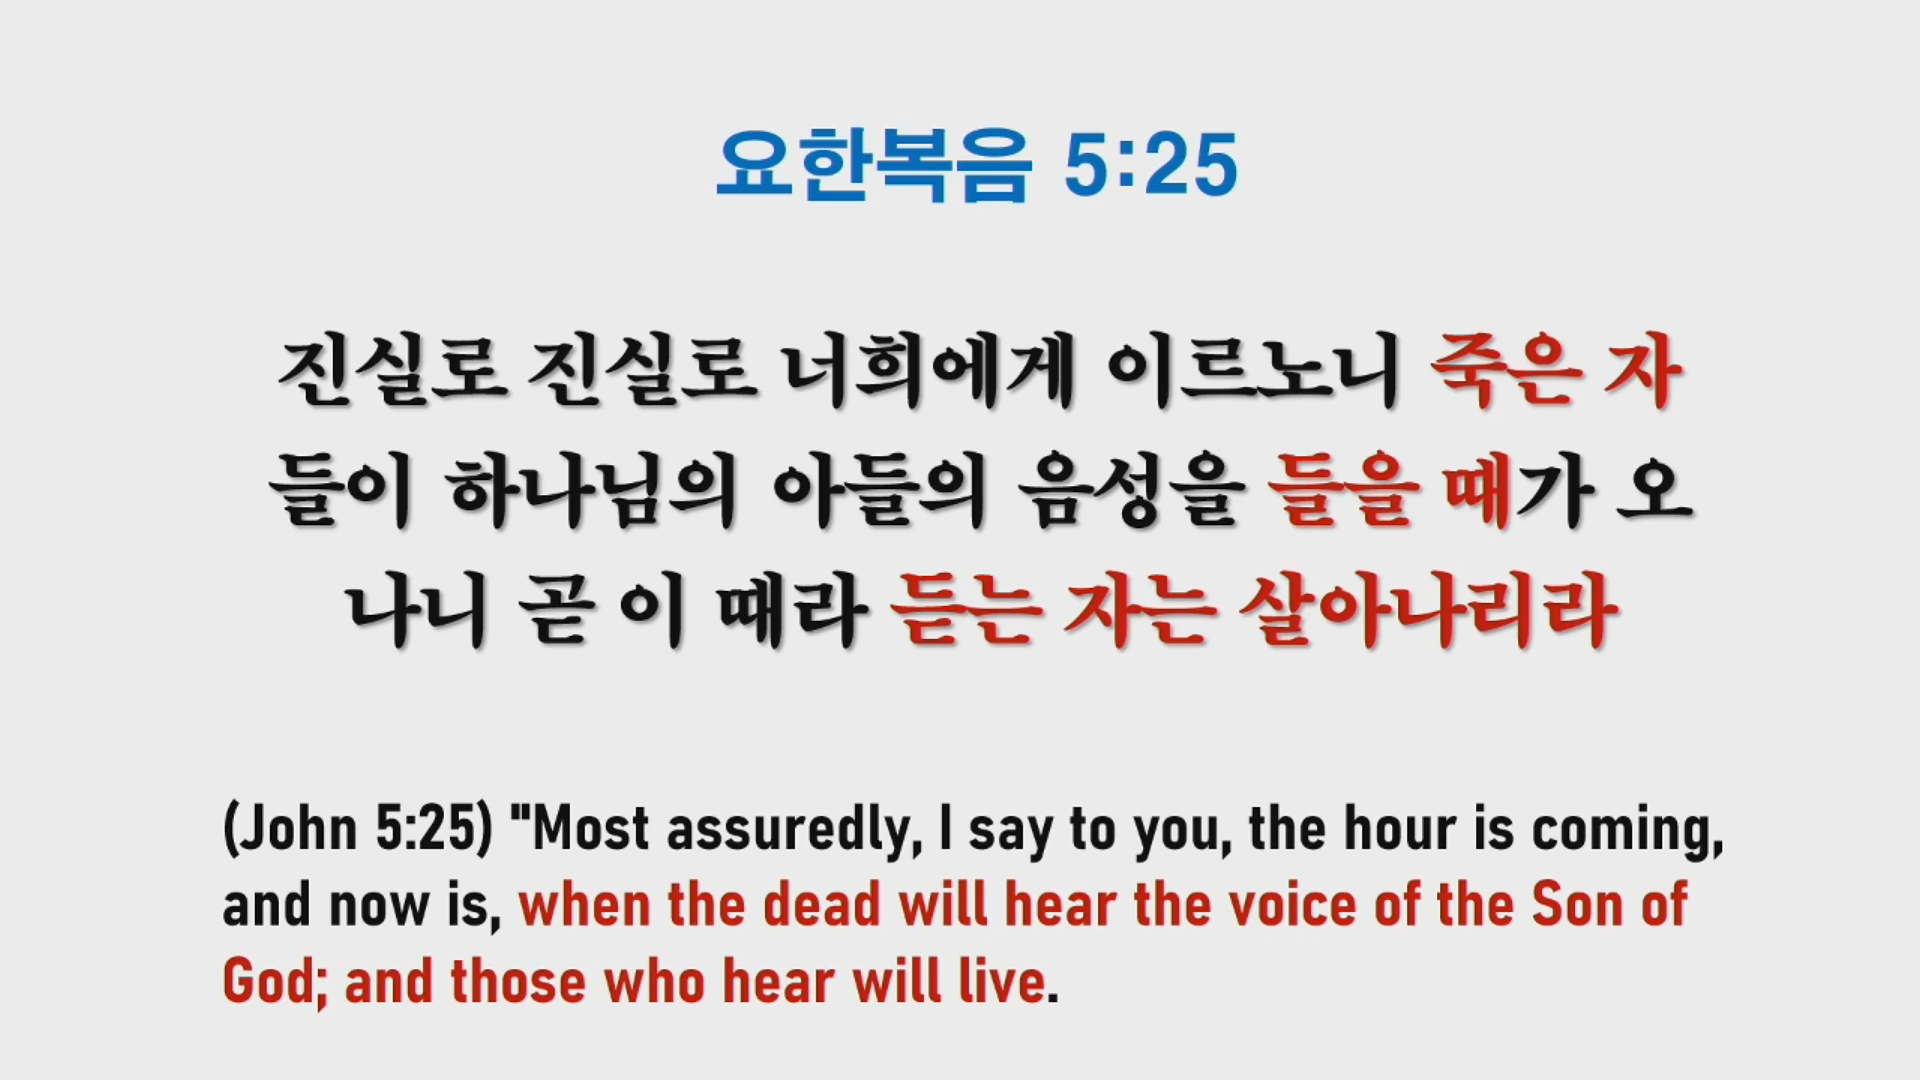 요한복음 5:25
진실로 진실로 너희에게 이르노니 죽은 자
들이 하나님의 아들의 음성을 들을 때가 오
나니 곧 이 때라 듣는 자는 살아나리라
(John 5:25) "Most assuredly, I say to you, the hour is coming,
and now is, when the dead will hear the voice of the Son of
God; and those who hear will live.